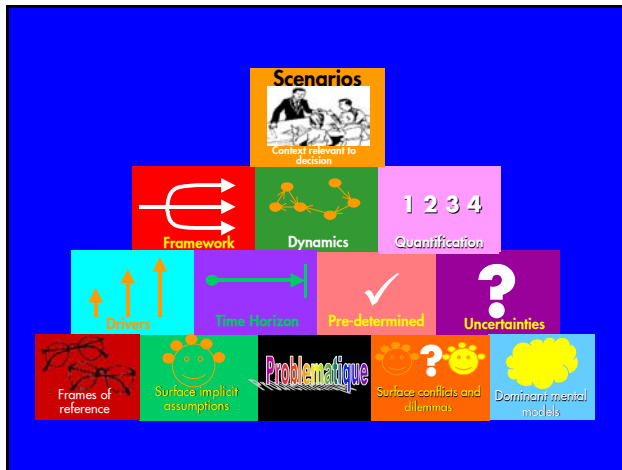 Scenarios
Context relevant to
decision
Framework
Dynamics
1 2 3 4
Quantification
Drivers
Time Horizon
Pre-determined
?
Uncertainties
Frames of
reference
Surface implicit
assumptions
Problematique
?
Surface conflicts and
dilemmas
Dominant mental
models